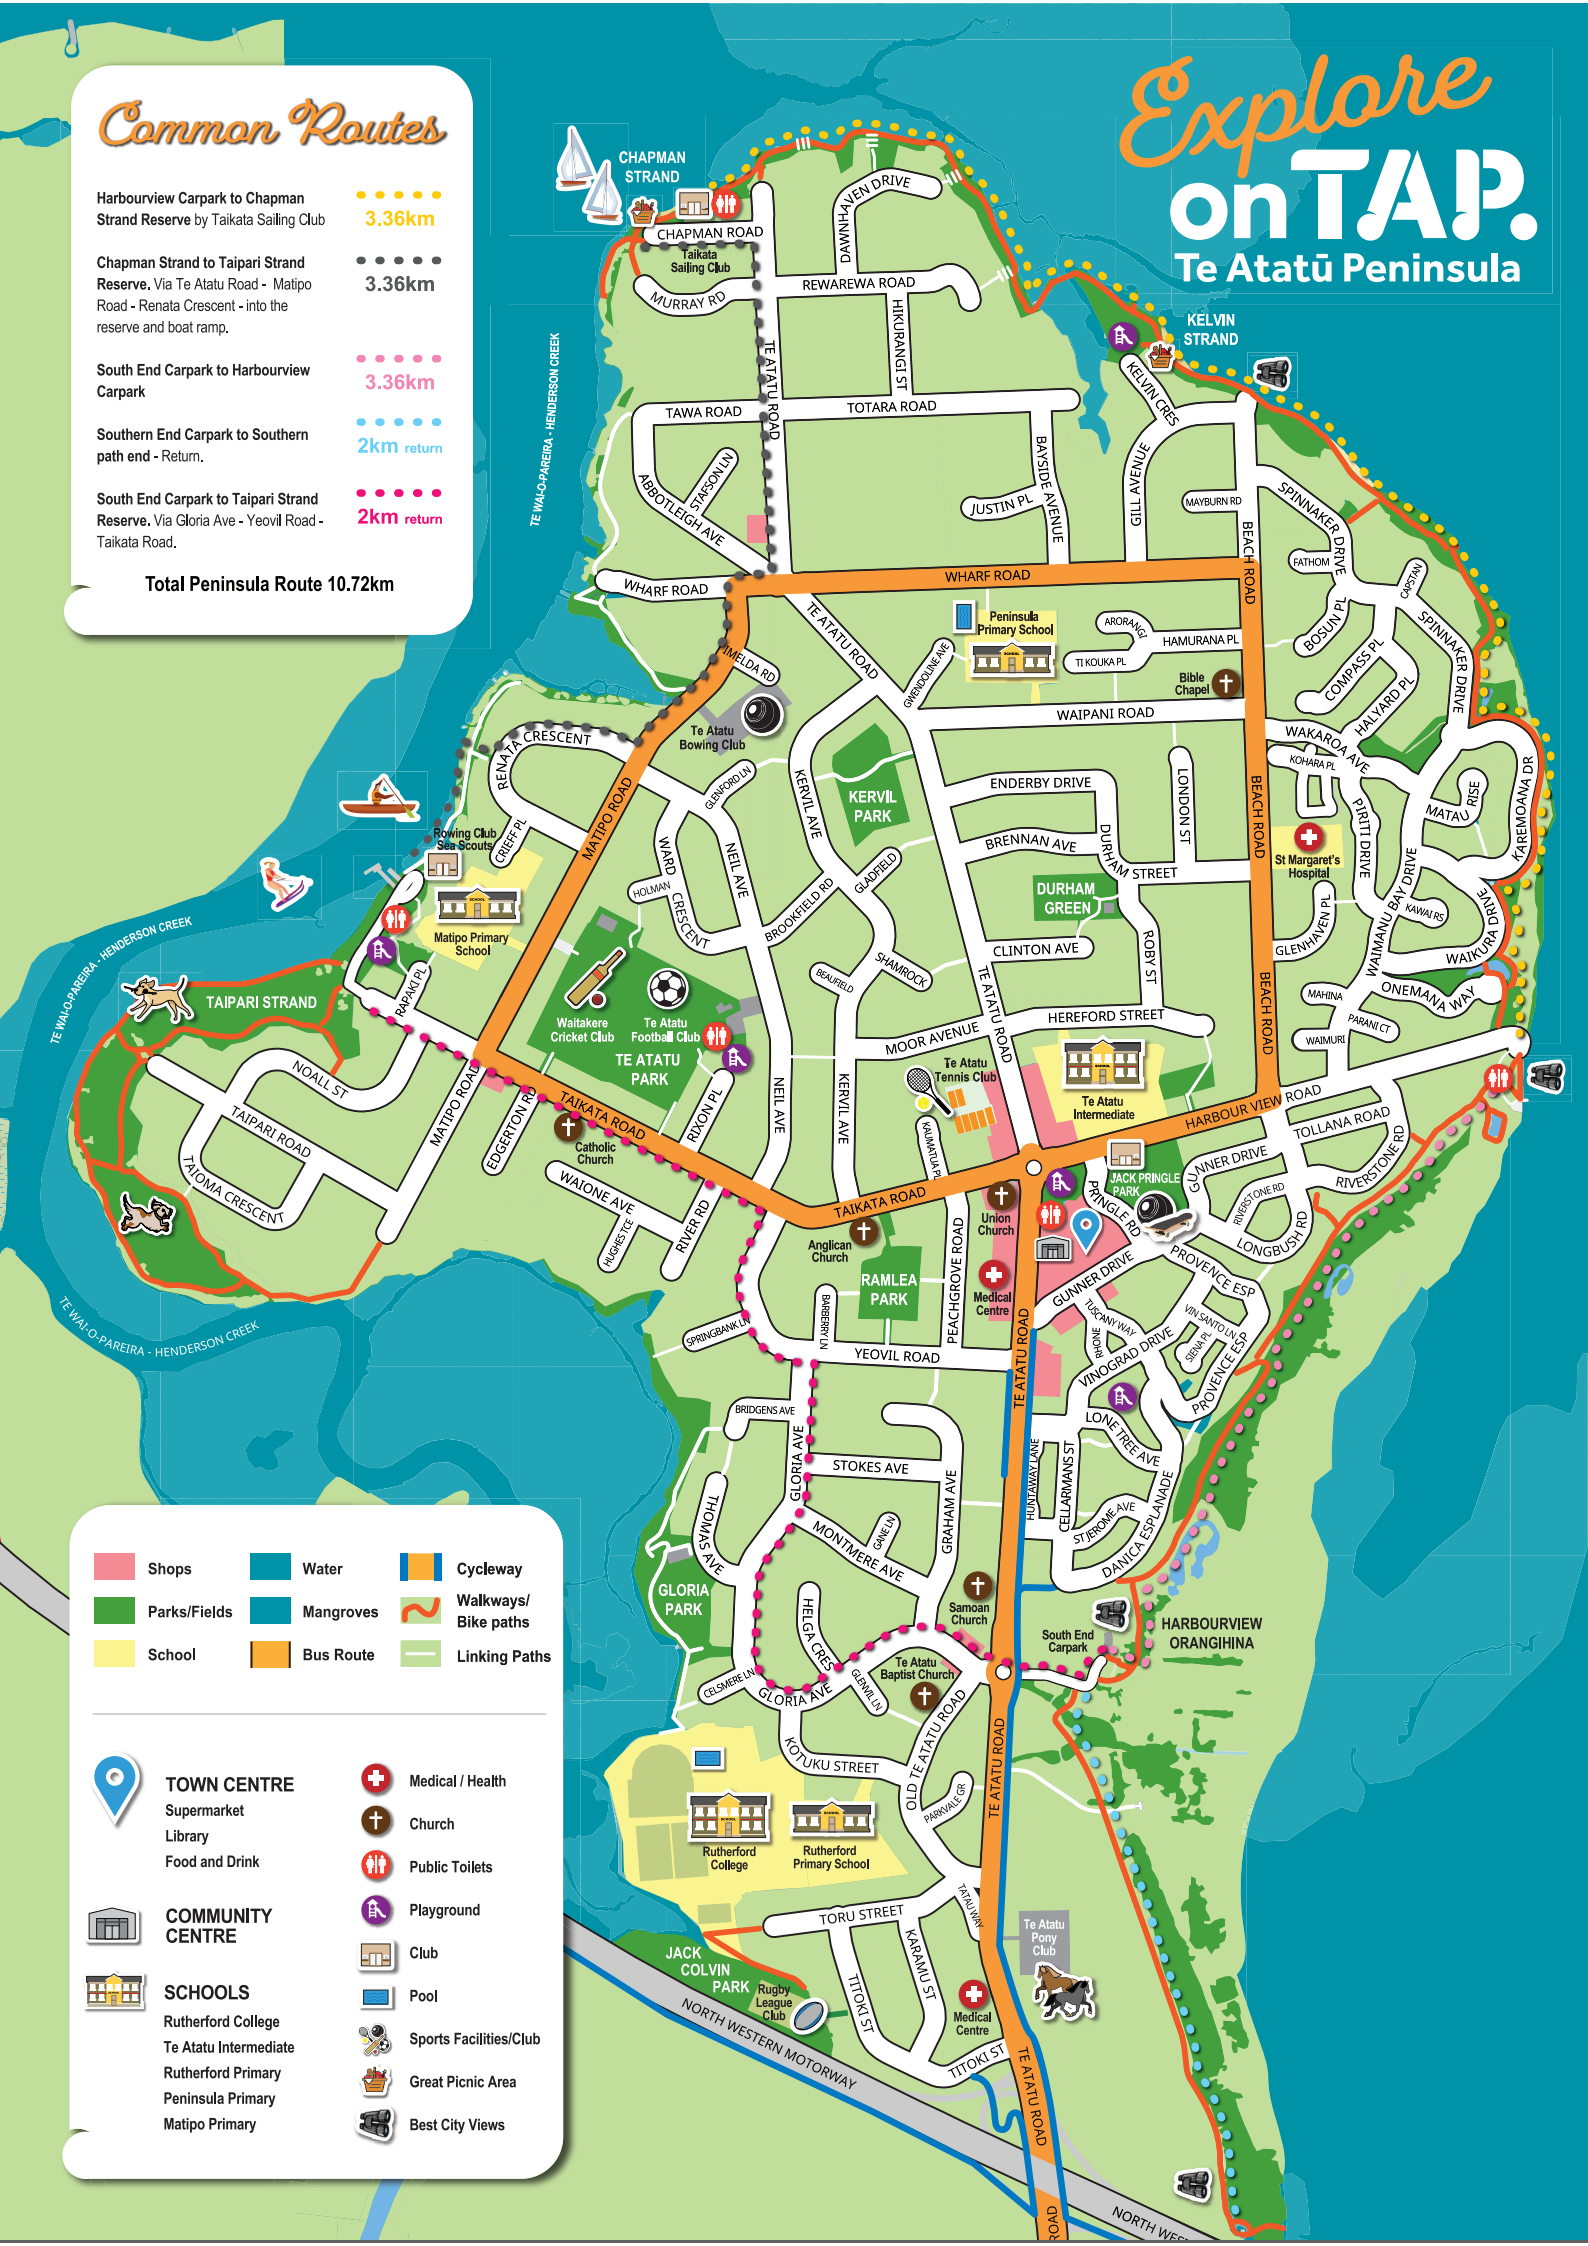 Explore
on TAP.
Te Atatū Peninsula
Common Routes
Harbourview Carpark to Chapman
Strand Reserve by Taikata Sailing Club
3.36km
Chapman Strand to Taipari Strand
Reserve. Via Te Atatu Road - Matipo
Road - Renata Crescent - into the
reserve and boat ramp.
3.36km
South End Carpark to Harbourview
Carpark
3.36km
Southern End Carpark to Southern
path end - Return.
2km return
South End Carpark to Taipari Strand
Reserve. Via Gloria Ave - Yeovil Road -
Taikata Road.
2km return
Total Peninsula Route 10.72km
CHAPMAN
STRAND
CHAPMAN ROAD
Taikata
Sailing Club
MURRAY RD
DAWNHAVEN DRIVE
REWAREWA ROAD
HIKURANGI ST
TE ATATU ROAD
TAWA ROAD
TOTARA ROAD
KELVIN
STRAND
KELVIN CRES
TE WAI-O-PAREIRA - HENDERSON CREEK
STAFSON LN
ABBOTLEIGH AVE
JUSTIN PL
BAYSIDE AVENUE
GILL AVENUE
MAYBURN RD
BEACH ROAD
SPINNAKER DRIVE
FATHOM
CAPSTAN
WHARF ROAD
WHARF ROAD
TE ATATU ROAD
Peninsula
Primary School
SCHOOL
ARORANGI
HAMURANA PL
TI KOUKA PL
BOSUN PL
SPINNAKER DRIVE
COMPASS PL
HALYARD PL
IMELDA RD
GWENDOLINE AVE
Bible
Chapel
WAIPANI ROAD
Te Atatu
Bowing Club
RENATA CRESCENT
WAKAROA AVE
KOHARA PL
KAREMOANA DR
MATAU RISE
PIRITI DRIVE
GLENFORD LN
KERVIL AVE
KERVIL
PARK
ENDERBY DRIVE
LONDON ST
BEACH ROAD
BRENNAN AVE
DURHAM STREET
St Margaret's
Hospital
MATIPO ROAD
Rowing Club
Sea Scouts
CRIEFF PL
WARD CRESCENT
NEIL AVE
HOLMAN
BROOKFIELD RD
GLADFIELD
DURHAM
GREEN
ROBY ST
GLENHAVEN PL
KAWAI RS
WAIMANU BAY DRIVE
WAIKURA DRIVE
Matipo Primary
School
CLINTON AVE
SHAMROCK
BEAUFIELD
TE ATATU ROAD
BEACH ROAD
MAHINA
ONEMANA WAY
PARANI CT
WAIMURI
TE WAI-O-PAREIRA - HENDERSON CREEK
TAIPARI STRAND
RAPAKI PL
Waitakere
Cricket Club
Te Atatu
Football Club
TE ATATU
PARK
MOOR AVENUE
HEREFORD STREET
Te Atatu
Tennis Club
Te Atatu
Intermediate
HARBOUR VIEW ROAD
TOLLANA ROAD
NOALL ST
TAIPARI ROAD
MATIPO ROAD
EDGERTON RD
TAIKATA ROAD
RIXON PL
NEIL AVE
KERVIL AVE
KAUMATUA PL
Catholic
Church
WAIONE AVE
TAIOMA CRESCENT
HUGHES TCE
RIVER RD
TAIKATA ROAD
Anglican
Church
Union
Church
JACK PRINGLE
PARK
PRINGLE RD
GUNNER DRIVE
RIVERSTONE RD
RIVERSTONE RD
LONGBUSH RD
RAMLEA
PARK
PEACHGROVE ROAD
Medical
Centre
GUNNER DRIVE
PROVENCE ESP
TE WAI-O-PAREIRA - HENDERSON CREEK
SPRINGBANK LN
BARBERRY LN
YEOVIL ROAD
TE ATATU ROAD
TUSCANY WAY
RHONE
VINOGRAD DRIVE
VIN SANTO LN
SIENA PL
PROVENCE ESP
BRIDGENS AVE
GLORIA AVE
STOKES AVE
GRAHAM AVE
LONE TREE AVE
HUNTAWAY LANE
CELLARMANS ST
ST JEROME AVE
DANICA ESPLANADE
THOMAS AVE
MONTMERE AVE
GANE LN
GLORIA
PARK
HELGA CRES
Samoan
Church
South End
Carpark
HARBOURVIEW
ORANGIHINA
Te Atatu
Baptist Church
CELSMERE LN
GLORIA AVE
GLENVIL LN
KOTUKU STREET
OLD TE ATATU ROAD
TE ATATU ROAD
PARKVALE GR
SCHOOL
SCHOOL
Rutherford
College
Rutherford
Primary School
TORU STREET
TATAU WAY
KARAMU ST
TITOKI ST
Te Atatu
Pony
Club
JACK
COLVIN
PARK
Rugby
League
Club
Medical
Centre
TITOKI ST
NORTH WESTERN MOTORWAY
TE ATATU ROAD
ROAD
NORTH WES
Shops
Water
Cycleway
Parks/Fields
Mangroves
Walkways/
Bike paths
School
Bus Route
Linking Paths
TOWN CENTRE
Supermarket
Library
Food and Drink
COMMUNITY
CENTRE
SCHOOLS
Rutherford College
Te Atatu Intermediate
Rutherford Primary
Peninsula Primary
Matipo Primary
Medical / Health
Church
Public Toilets
Playground
Club
Pool
Sports Facilities/Club
Great Picnic Area
Best City Views